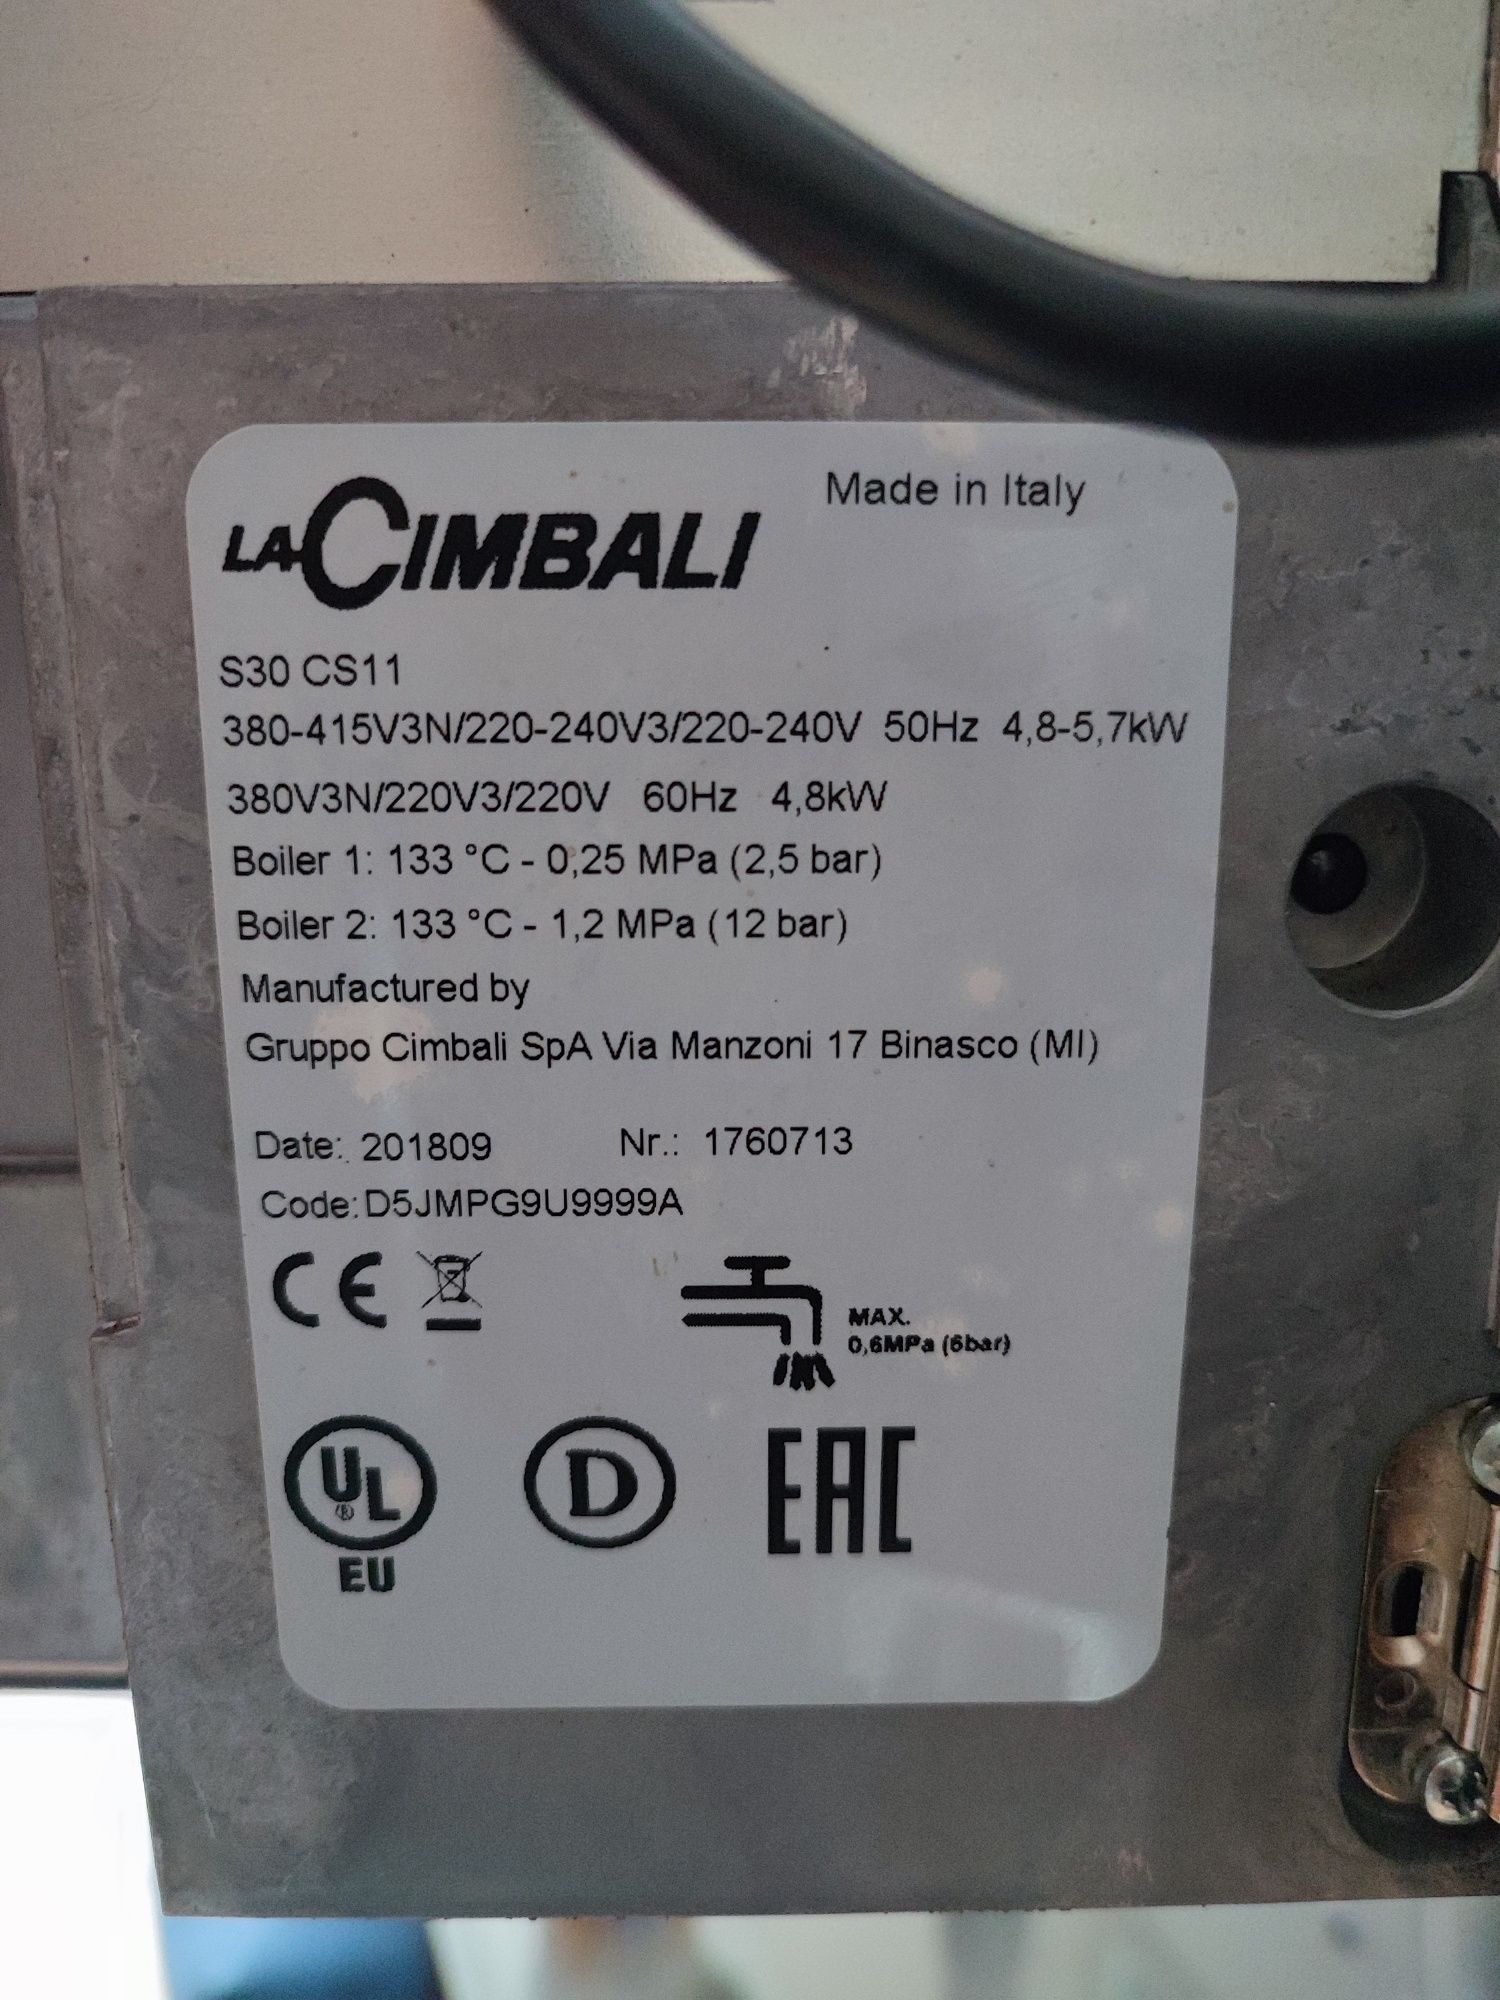 LA CIMBALI
Made in Italy
S30 CS11
380-415V3N/220-240V3/220-240V 50Hz 4,8-5,7kW
380V3N/220V3/220V 60Hz 4,8kW
Boiler 1: 133 °C - 0,25 MPa (2,5 bar)
Boiler 2: 133 °C - 1,2 MPa (12 bar)
Manufactured by
Gruppo Cimbali SpA Via Manzoni 17 Binasco (MI)
Date: 201809 Nr.: 1760713
Code: D5JMPG9U9999A
CE
MAX.
0,6MPa (6bar)
UL ® D EAC
EU